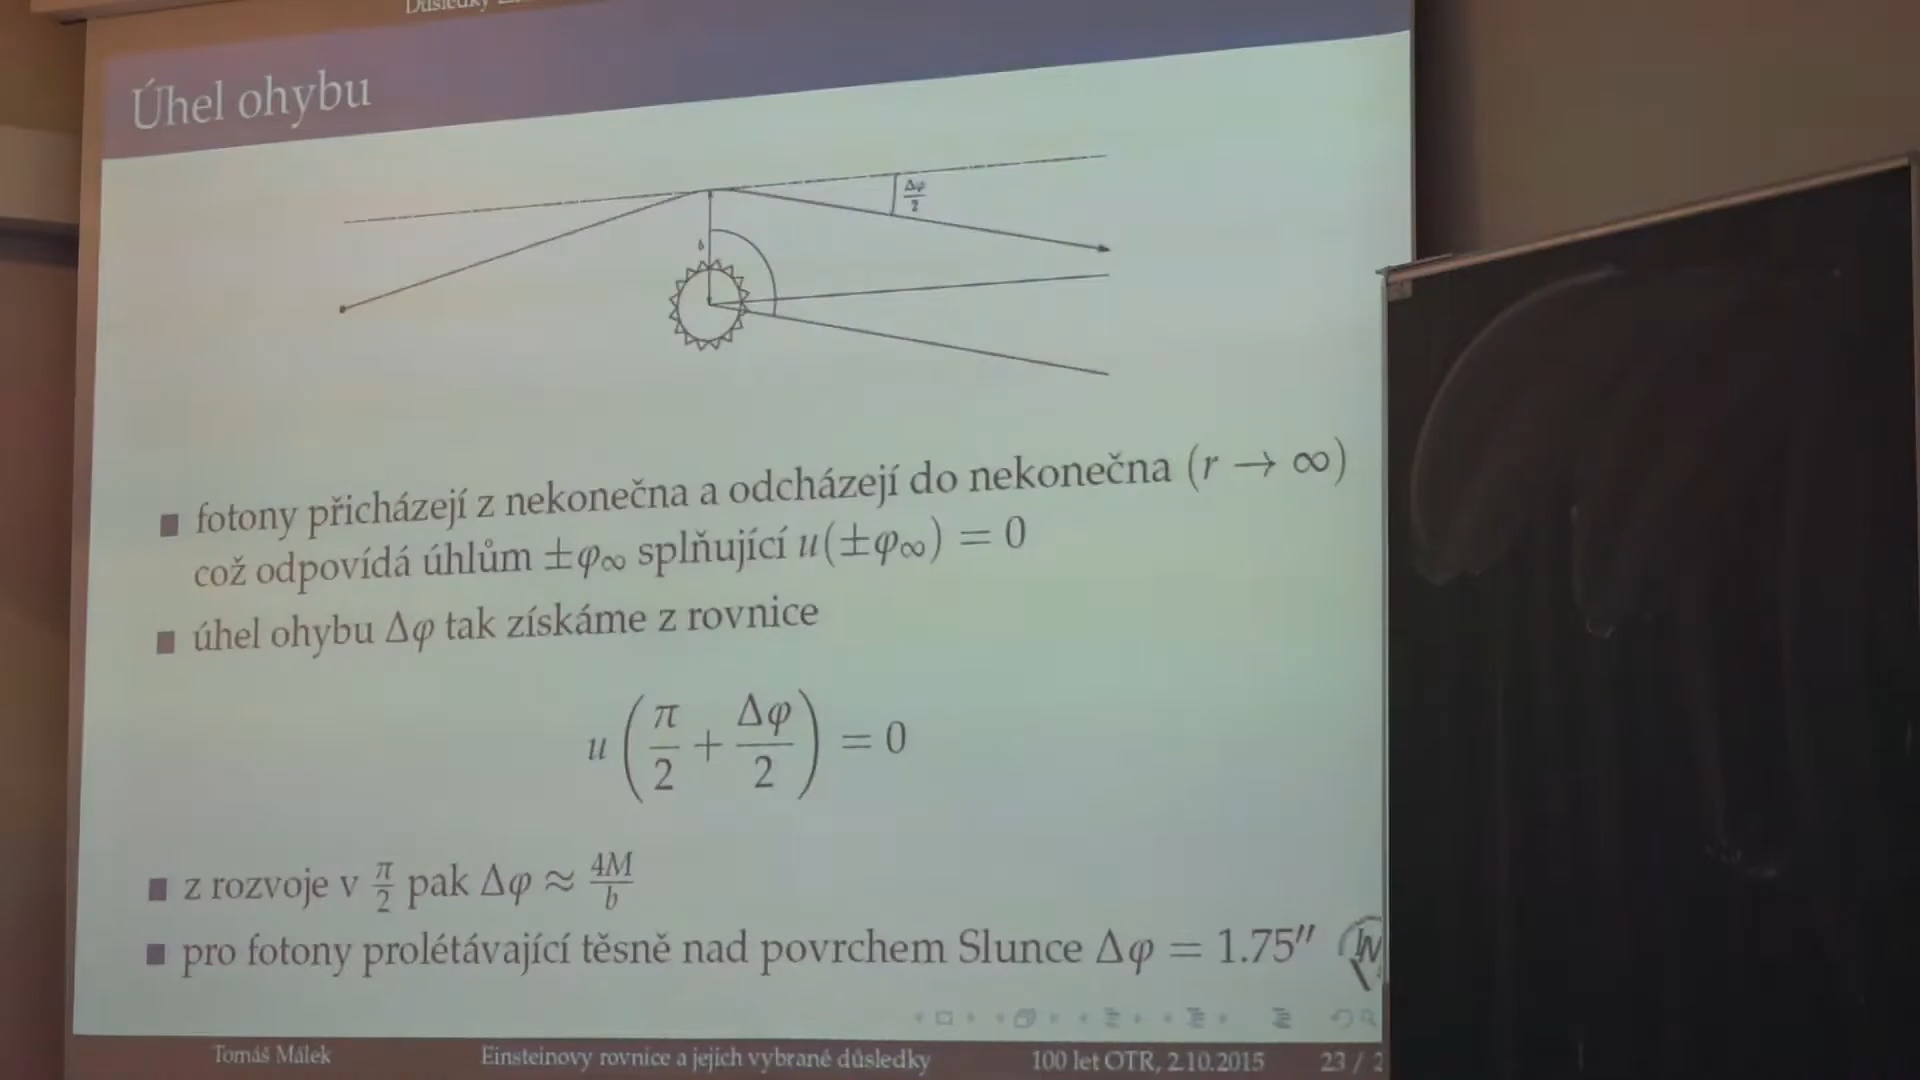 Důsledky
Úhel ohybu
Δφ/2
b
fotony přicházejí z nekonečna a odcházejí do nekonečna (r → ∞)
což odpovídá úhlům ±φ∞ splňující u(±φ∞) = 0
úhel ohybu Δφ tak získáme z rovnice
u (π/2 + Δφ/2) = 0
z rozvoje v π/2 pak Δφ ≈ 4M/b
pro fotony prolétávající těsně nad povrchem Slunce Δφ = 1.75″
Tomáš Málek Einsteinovy rovnice a jejich vybrané důsledky 100 let OTR, 2.10.2015 23 / 2